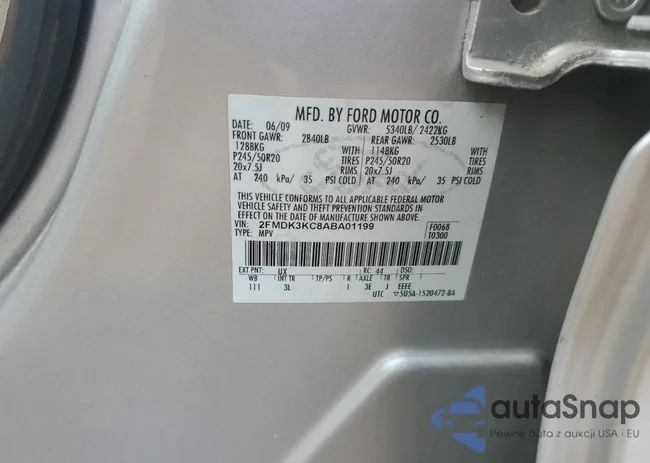 MFD. BY FORD MOTOR CO.
DATE: 06/09 GVWR: 5340LB/ 2422KG
FRONT GAWR: 2840LB REAR GAWR: 2530LB
1288KG WITH 1148KG WITH
P245/50R20 TIRES P245/50R20 TIRES
20x7.5J RIMS 20x7.5J RIMS
AT 240 kPa/ 35 PSI COLD AT 240 kPa/ 35 PSI COLD
THIS VEHICLE CONFORMS TO ALL APPLICABLE FEDERAL MOTOR
VEHICLE SAFETY AND THEFT PREVENTION STANDARDS IN
EFFECT ON THE DATE OF MANUFACTURE SHOWN ABOVE.
VIN: 2FMDK3KC8ABA01199 F0068
TYPE: MPV T0300
EXT PNT: UX RC: 44 DSO:
WB INT TR TP/PS R AXLE TR SPR
111 3L 1 3E J EEEE
UTC ▽5U5A-1520472-BA
autaSnap
Pewne auta z aukcji USA i EU